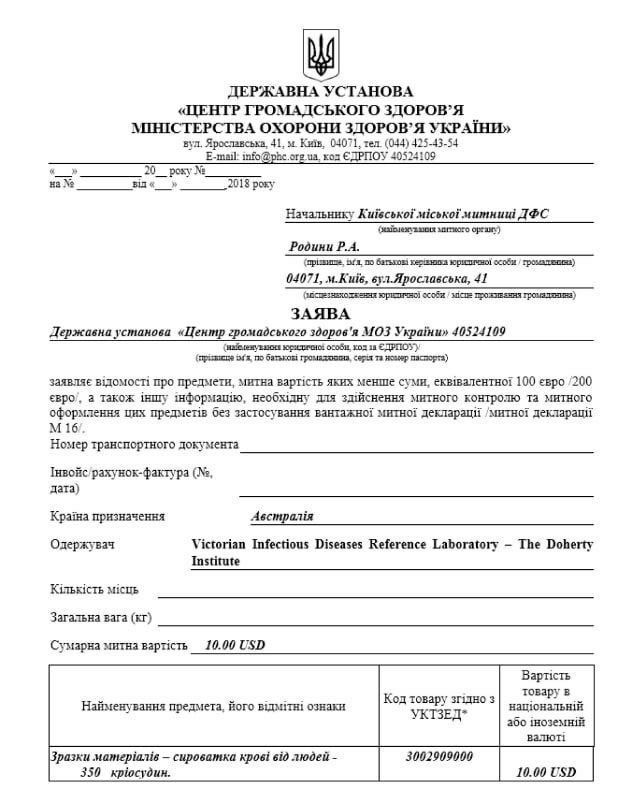 ДЕРЖАВНА УСТАНОВА
«ЦЕНТР ГРОМАДСЬКОГО ЗДОРОВ’Я
МІНІСТЕРСТВА ОХОРОНИ ЗДОРОВ’Я УКРАЇНИ»
вул. Ярославська, 41, м. Київ, 04071, тел. (044) 425-43-54
E-mail: info@phc.org.ua, код ЄДРПОУ 40524109
«___» ____________ 20__ року №__________
на № __________від «___» ________,2018 року
Начальнику Київської міської митниці ДФС
(найменування митного органу)
Родини Р.А.
(прізвище, ім'я, по батькові керівника юридичної особи / громадянина)
04071, м.Київ, вул.Ярославська, 41
(місцезнаходження юридичної особи / місце проживання громадянина)
ЗАЯВА
Державна установа «Центр громадського здоров'я МОЗ України» 40524109
(найменування юридичної особи, код за ЄДРПОУ)/
(прізвище ім'я, по батькові громадянина, серія та номер паспорта)
заявляє відомості про предмети, митна вартість яких менше суми, еквівалентної 100 євро /200
євро/, а також іншу інформацію, необхідну для здійснення митного контролю та митного
оформлення цих предметів без застосування вантажної митної декларації /митної декларації
М 16/.
Номер транспортного документа
Інвойс/рахунок-фактура (№,
дата)
Країна призначення Австралія
Одержувач Victorian Infectious Diseases Reference Laboratory – The Doherty
Institute
Кількість місць
Загальна вага (кг)
Сумарна митна вартість 10.00 USD
Найменування предмета, його відмітні ознаки
Код товару згідно з
УКТЗЕД*
Вартість
товару в
національній
або іноземній
валюті
Зразки матеріалів – сироватка крові від людей -
350 кріосудин.
3002909000
10.00 USD